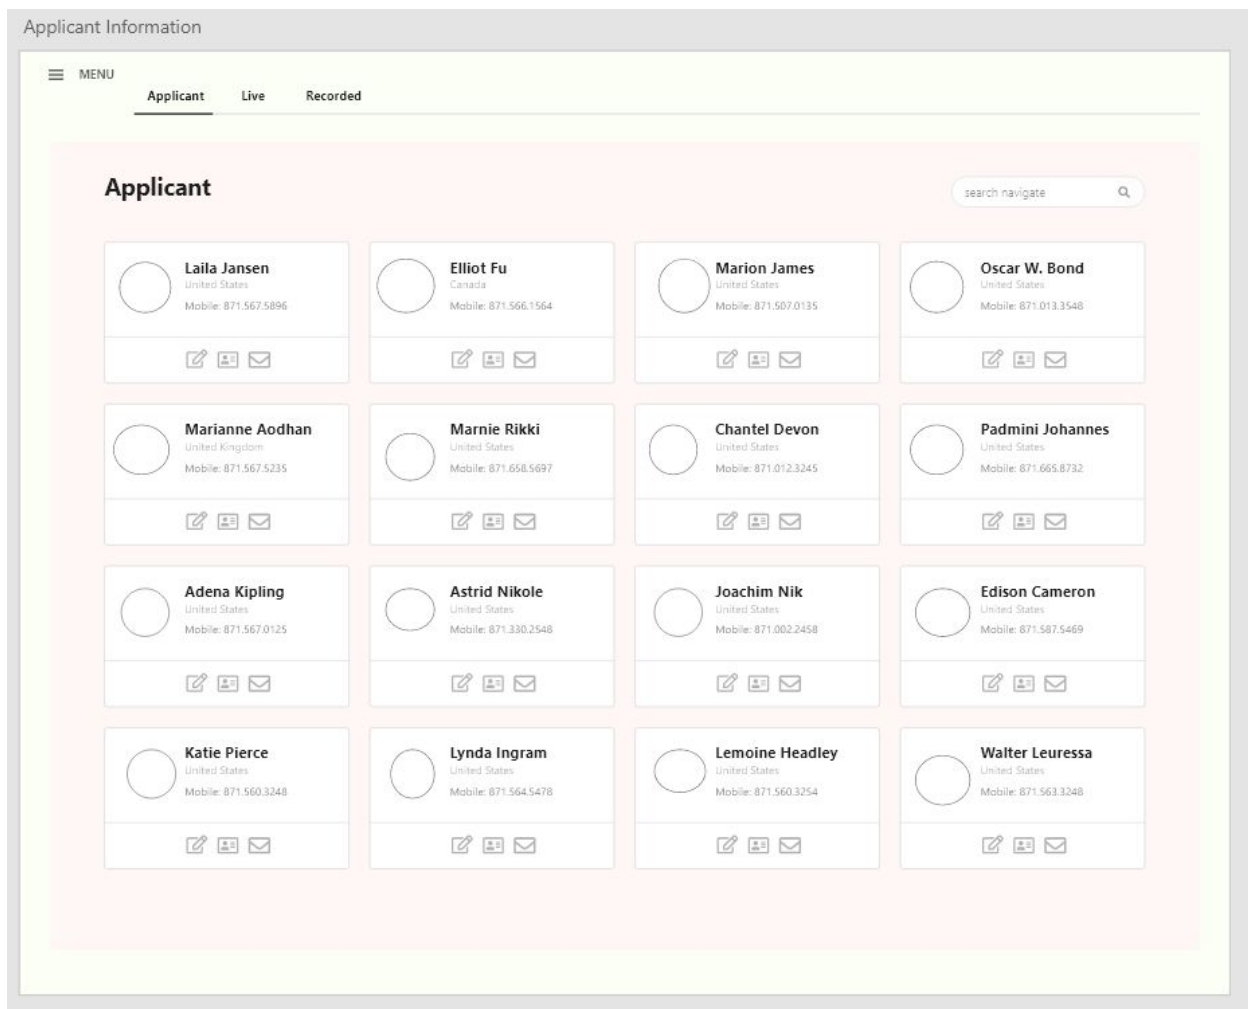 Applicant Information
MENU
Applicant Live Recorded
Applicant
search navigate
Laila Jansen
United States
Mobile: 871.567.5896
Elliot Fu
Canada
Mobile: 871.566.1564
Marion James
United States
Mobile: 871.507.0135
Oscar W. Bond
United States
Mobile: 871.013.3548
Marianne Aodhan
United Kingdom
Mobile: 871.567.5235
Marnie Rikki
United States
Mobile: 871.658.5697
Chantel Devon
United States
Mobile: 871.012.3245
Padmini Johannes
United States
Mobile: 871.665.8732
Adena Kipling
United States
Mobile: 871.567.0125
Astrid Nikole
United States
Mobile: 871.330.2548
Joachim Nik
United States
Mobile: 871.002.2458
Edison Cameron
United States
Mobile: 871.587.5469
Katie Pierce
United States
Mobile: 871.560.3248
Lynda Ingram
United States
Mobile: 871.564.5478
Lemoine Headley
United States
Mobile: 871.560.3254
Walter Leuressa
United States
Mobile: 871.563.3248